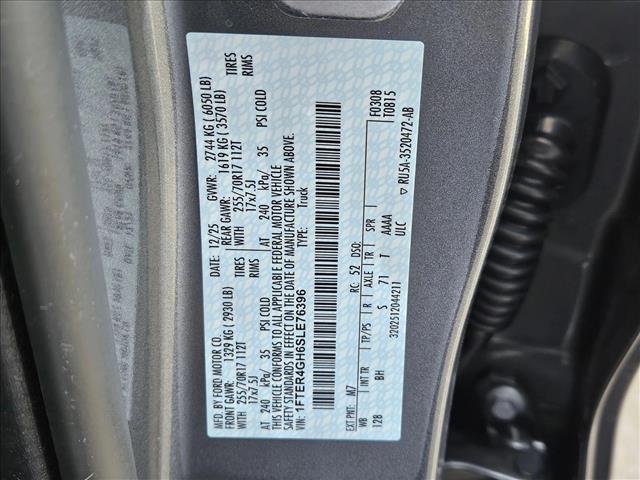 MFD. BY FORD MOTOR CO. DATE: 12/25 GVWR: 2744 KG ( 6050 LB)
FRONT GAWR: 1329 KG ( 2930 LB) REAR GAWR: 1619 KG ( 3570 LB)
WITH 255/70R17 112T TIRES WITH 255/70R17 112T TIRES
17x7.5J RIMS 17x7.5J RIMS
AT 240 kPa/ 35 PSI COLD AT 240 kPa/ 35 PSI COLD
THIS VEHICLE CONFORMS TO ALL APPLICABLE FEDERAL MOTOR VEHICLE
SAFETY STANDARDS IN EFFECT ON THE DATE OF MANUFACTURE SHOWN ABOVE.
VIN: 1FTER4GH6SLE76396 TYPE: Truck
F0308
T0815
EXT PNT: M7 RC: 52 DSO:
WB INT TR TP/PS R AXLE TR SPR
128 BH S 71 T AAAA
ULC
3202512044211
▽ RU5A-3520472-AB